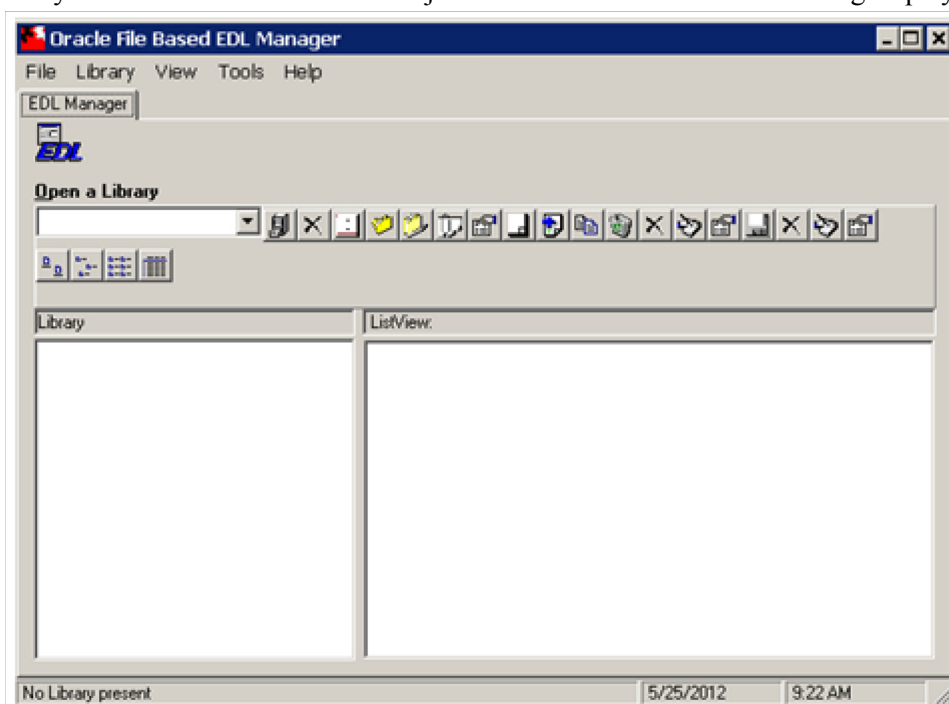 Oracle File Based EDL Manager
File Library View Tools Help
EDL Manager
EDL
Open a Library
Library ListView:
No Library present 5/25/2012 9:22 AM